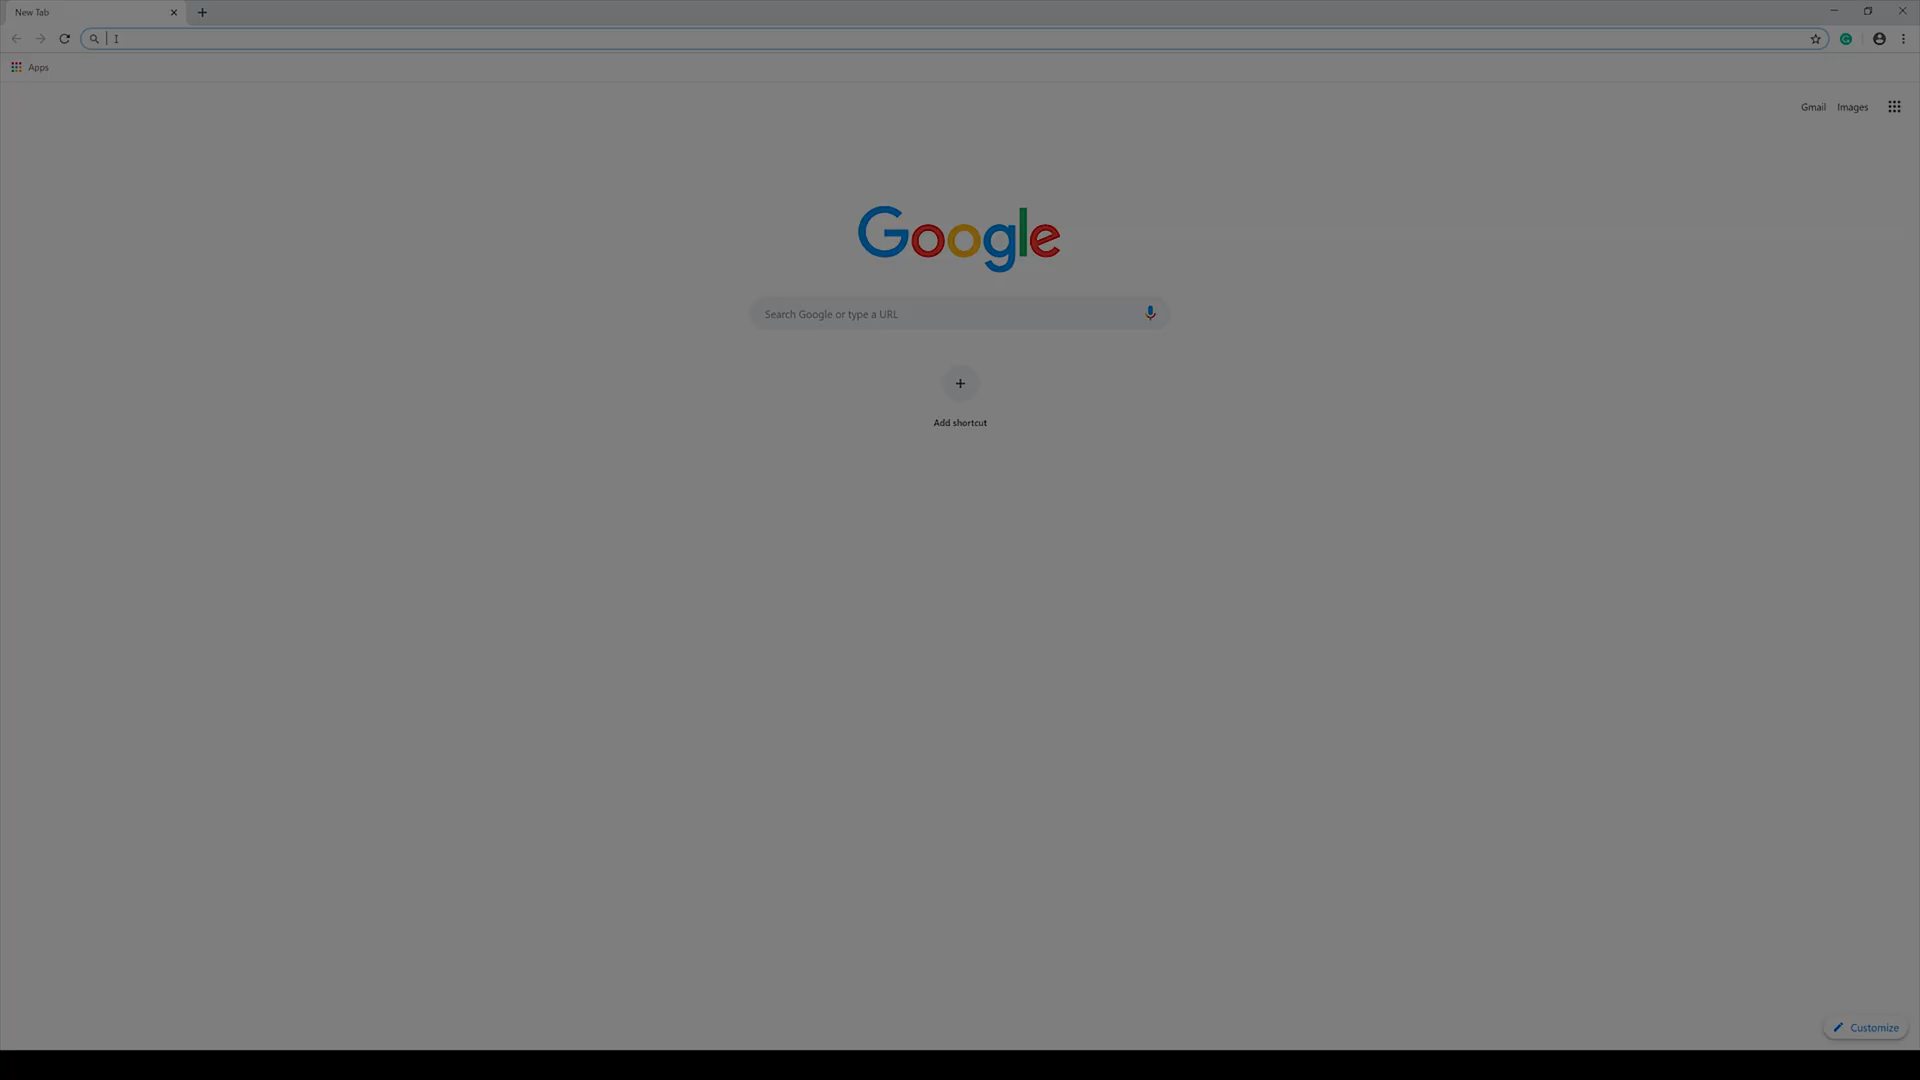 New Tab
Apps
Gmail Images
Google
Search Google or type a URL
Add shortcut
Customize